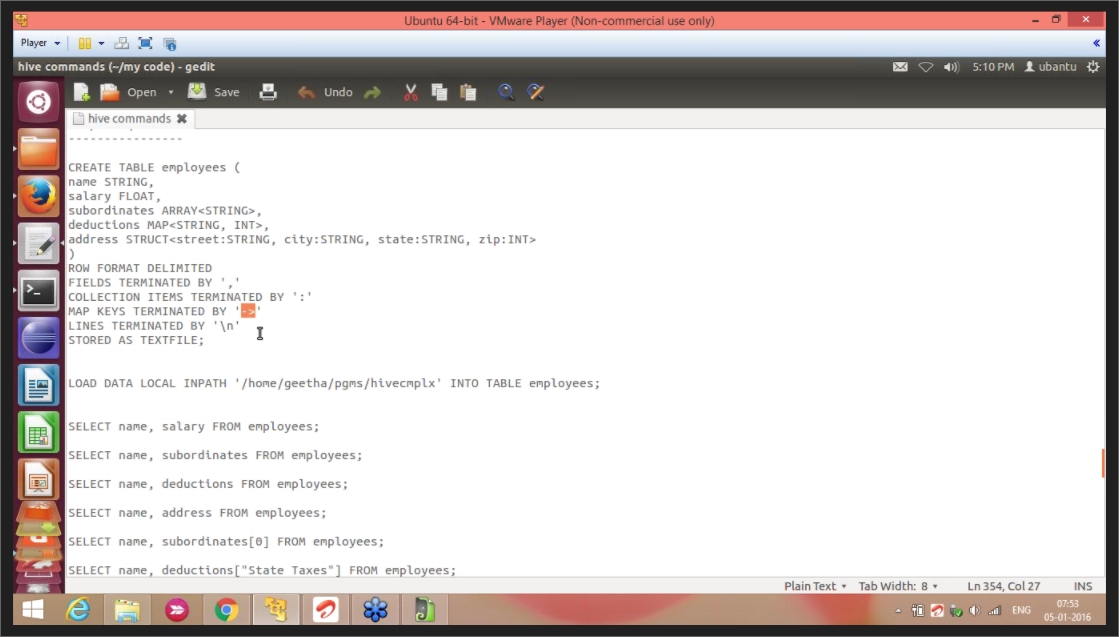 Ubuntu 64-bit - VMware Player (Non-commercial use only)
Player
hive commands (~/my code) - gedit
5:10 PM ubantu
Open Save Undo
hive commands
----------------
CREATE TABLE employees (
name STRING,
salary FLOAT,
subordinates ARRAY<STRING>,
deductions MAP<STRING, INT>,
address STRUCT<street:STRING, city:STRING, state:STRING, zip:INT>
)
ROW FORMAT DELIMITED
FIELDS TERMINATED BY ','
COLLECTION ITEMS TERMINATED BY ':'
MAP KEYS TERMINATED BY '->'
LINES TERMINATED BY '\n'
STORED AS TEXTFILE;
LOAD DATA LOCAL INPATH '/home/geetha/pgms/hivecmplx' INTO TABLE employees;
SELECT name, salary FROM employees;
SELECT name, subordinates FROM employees;
SELECT name, deductions FROM employees;
SELECT name, address FROM employees;
SELECT name, subordinates[0] FROM employees;
SELECT name, deductions["State Taxes"] FROM employees;
Plain Text Tab Width: 8 Ln 354, Col 27 INS
ENG
07:53
05-01-2016